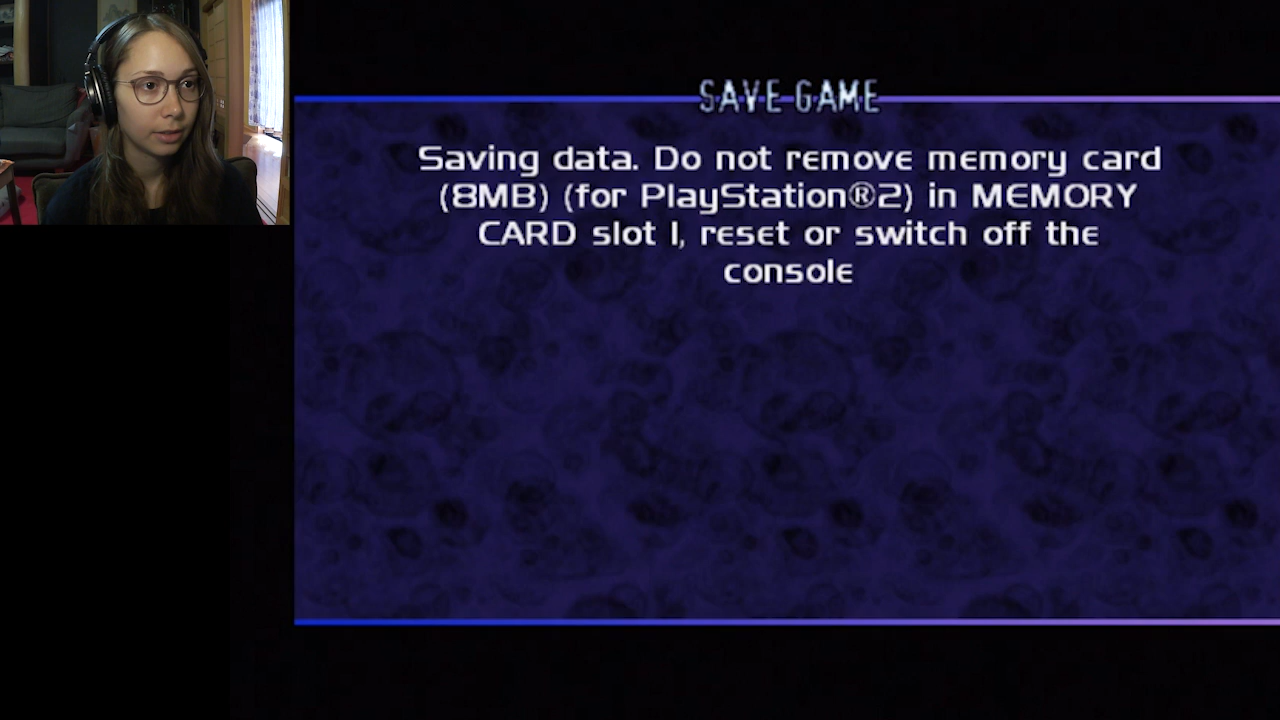 SAVE GAME
Saving data. Do not remove memory card
(8MB) (for PlayStation®2) in MEMORY
CARD slot 1, reset or switch off the
console